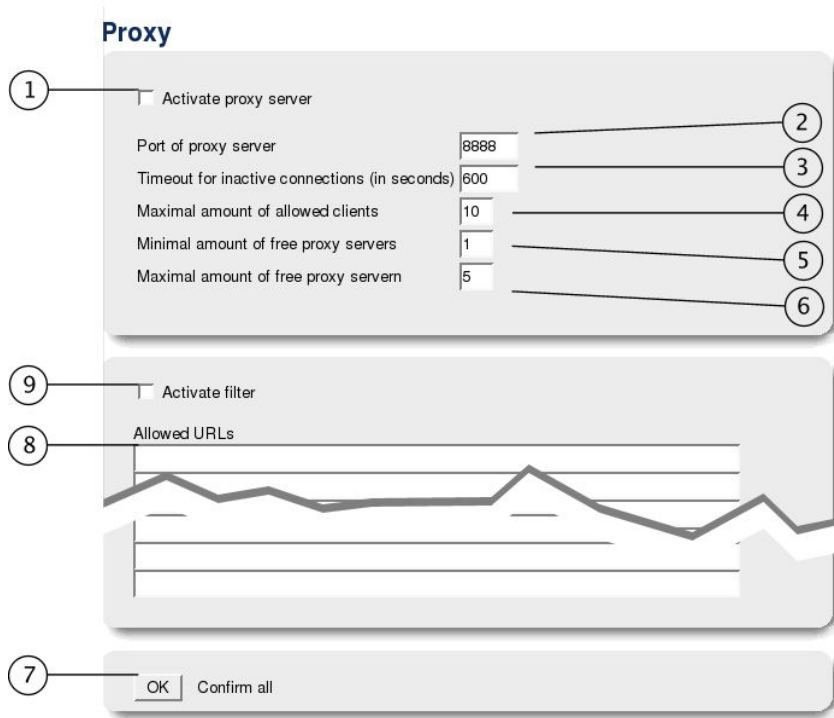 Proxy
1 Activate proxy server
2
Port of proxy server 8888
3
Timeout for inactive connections (in seconds) 600
Maximal amount of allowed clients 10 4
Minimal amount of free proxy servers 1 5
Maximal amount of free proxy servern 5
6
9 Activate filter
8 Allowed URLs
7 OK Confirm all